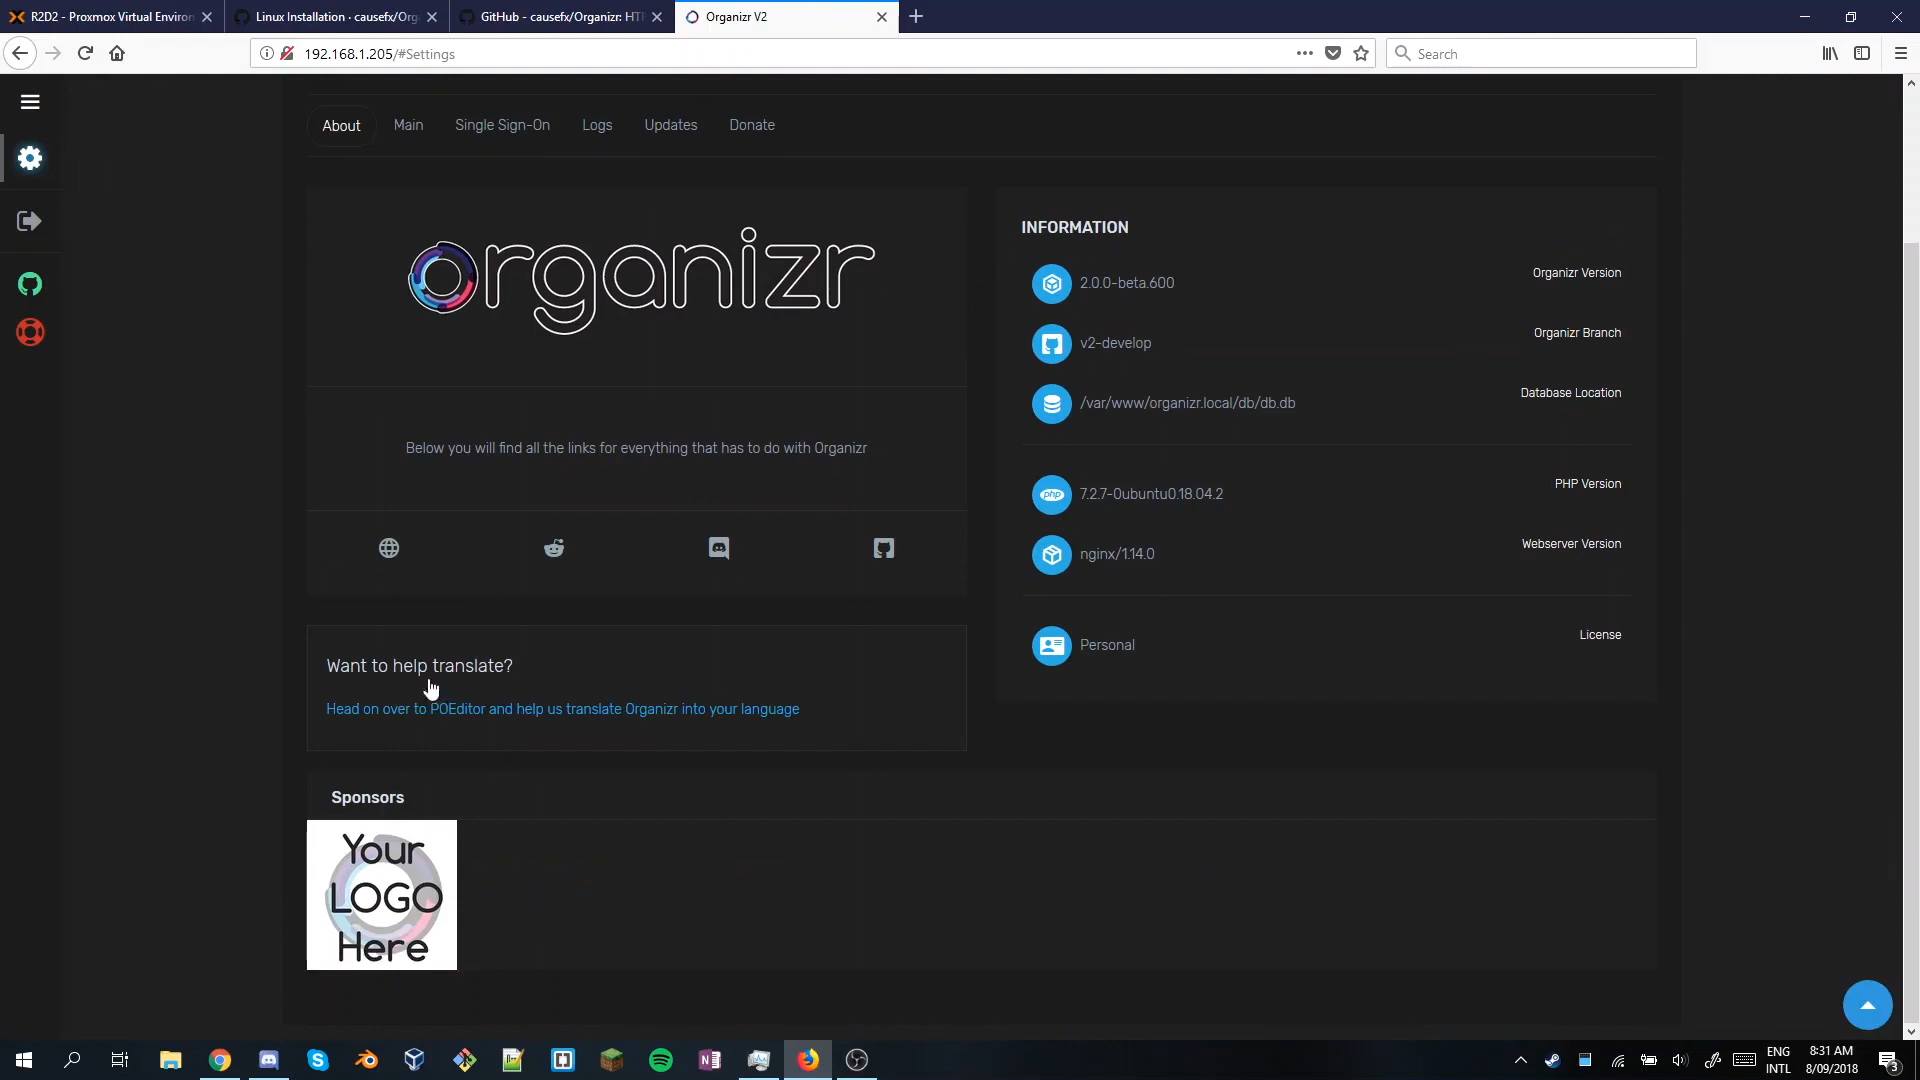 R2D2 - Proxmox Virtual Environ
Linux Installation · causefx/Org
GitHub - causefx/Organizr: HTM
Organizr V2
192.168.1.205/#Settings
Search
About
Main
Single Sign-On
Logs
Updates
Donate
organizr
INFORMATION
2.0.0-beta.600
Organizr Version
v2-develop
Organizr Branch
/var/www/organizr.local/db/db.db
Database Location
Below you will find all the links for everything that has to do with Organizr
php
7.2.7-0ubuntu0.18.04.2
PHP Version
nginx/1.14.0
Webserver Version
Personal
License
Want to help translate?
Head on over to POEditor and help us translate Organizr into your language
Sponsors
Your
LOGO
Here
ENG
INTL
8:31 AM
8/09/2018
3